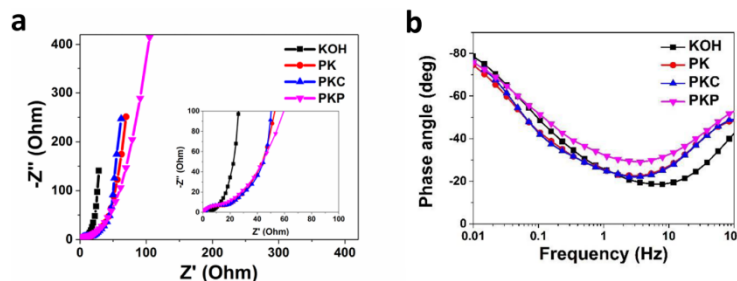 a
400
300
200
100
0
-Z'' (Ohm)
0
100
200
300
400
Z' (Ohm)
KOH
PK
PKC
PKP
100
80
60
40
20
0
-Z'' (Ohm)
0
20
40
60
80
100
Z' (Ohm)
b
-80
-60
-40
-20
0
Phase angle (deg)
0.01
0.1
1
10
100
Frequency (Hz)
KOH
PK
PKC
PKP